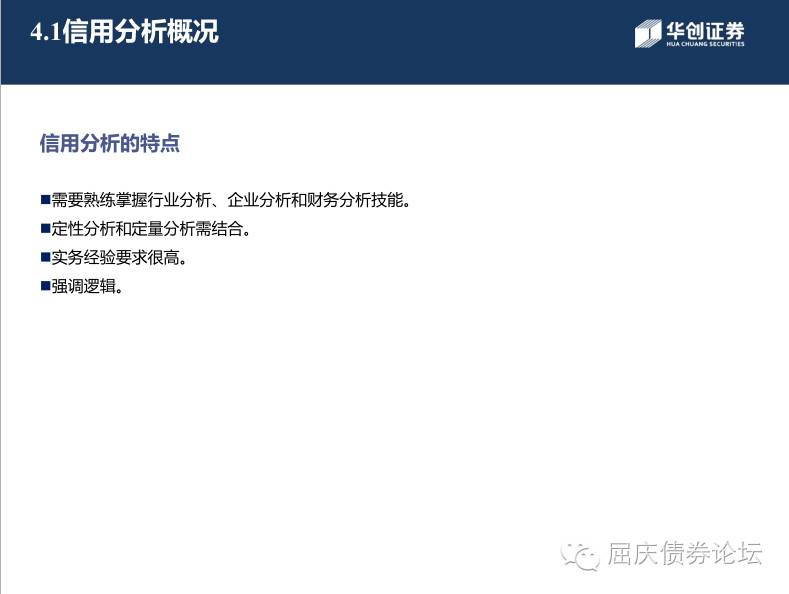 4.1信用分析概况
华创证券
HUA CHUANG SECURITIES
信用分析的特点
■需要熟练掌握行业分析、企业分析和财务分析技能。
■定性分析和定量分析需结合。
■实务经验要求很高。
■强调逻辑。
屈庆债券论坛